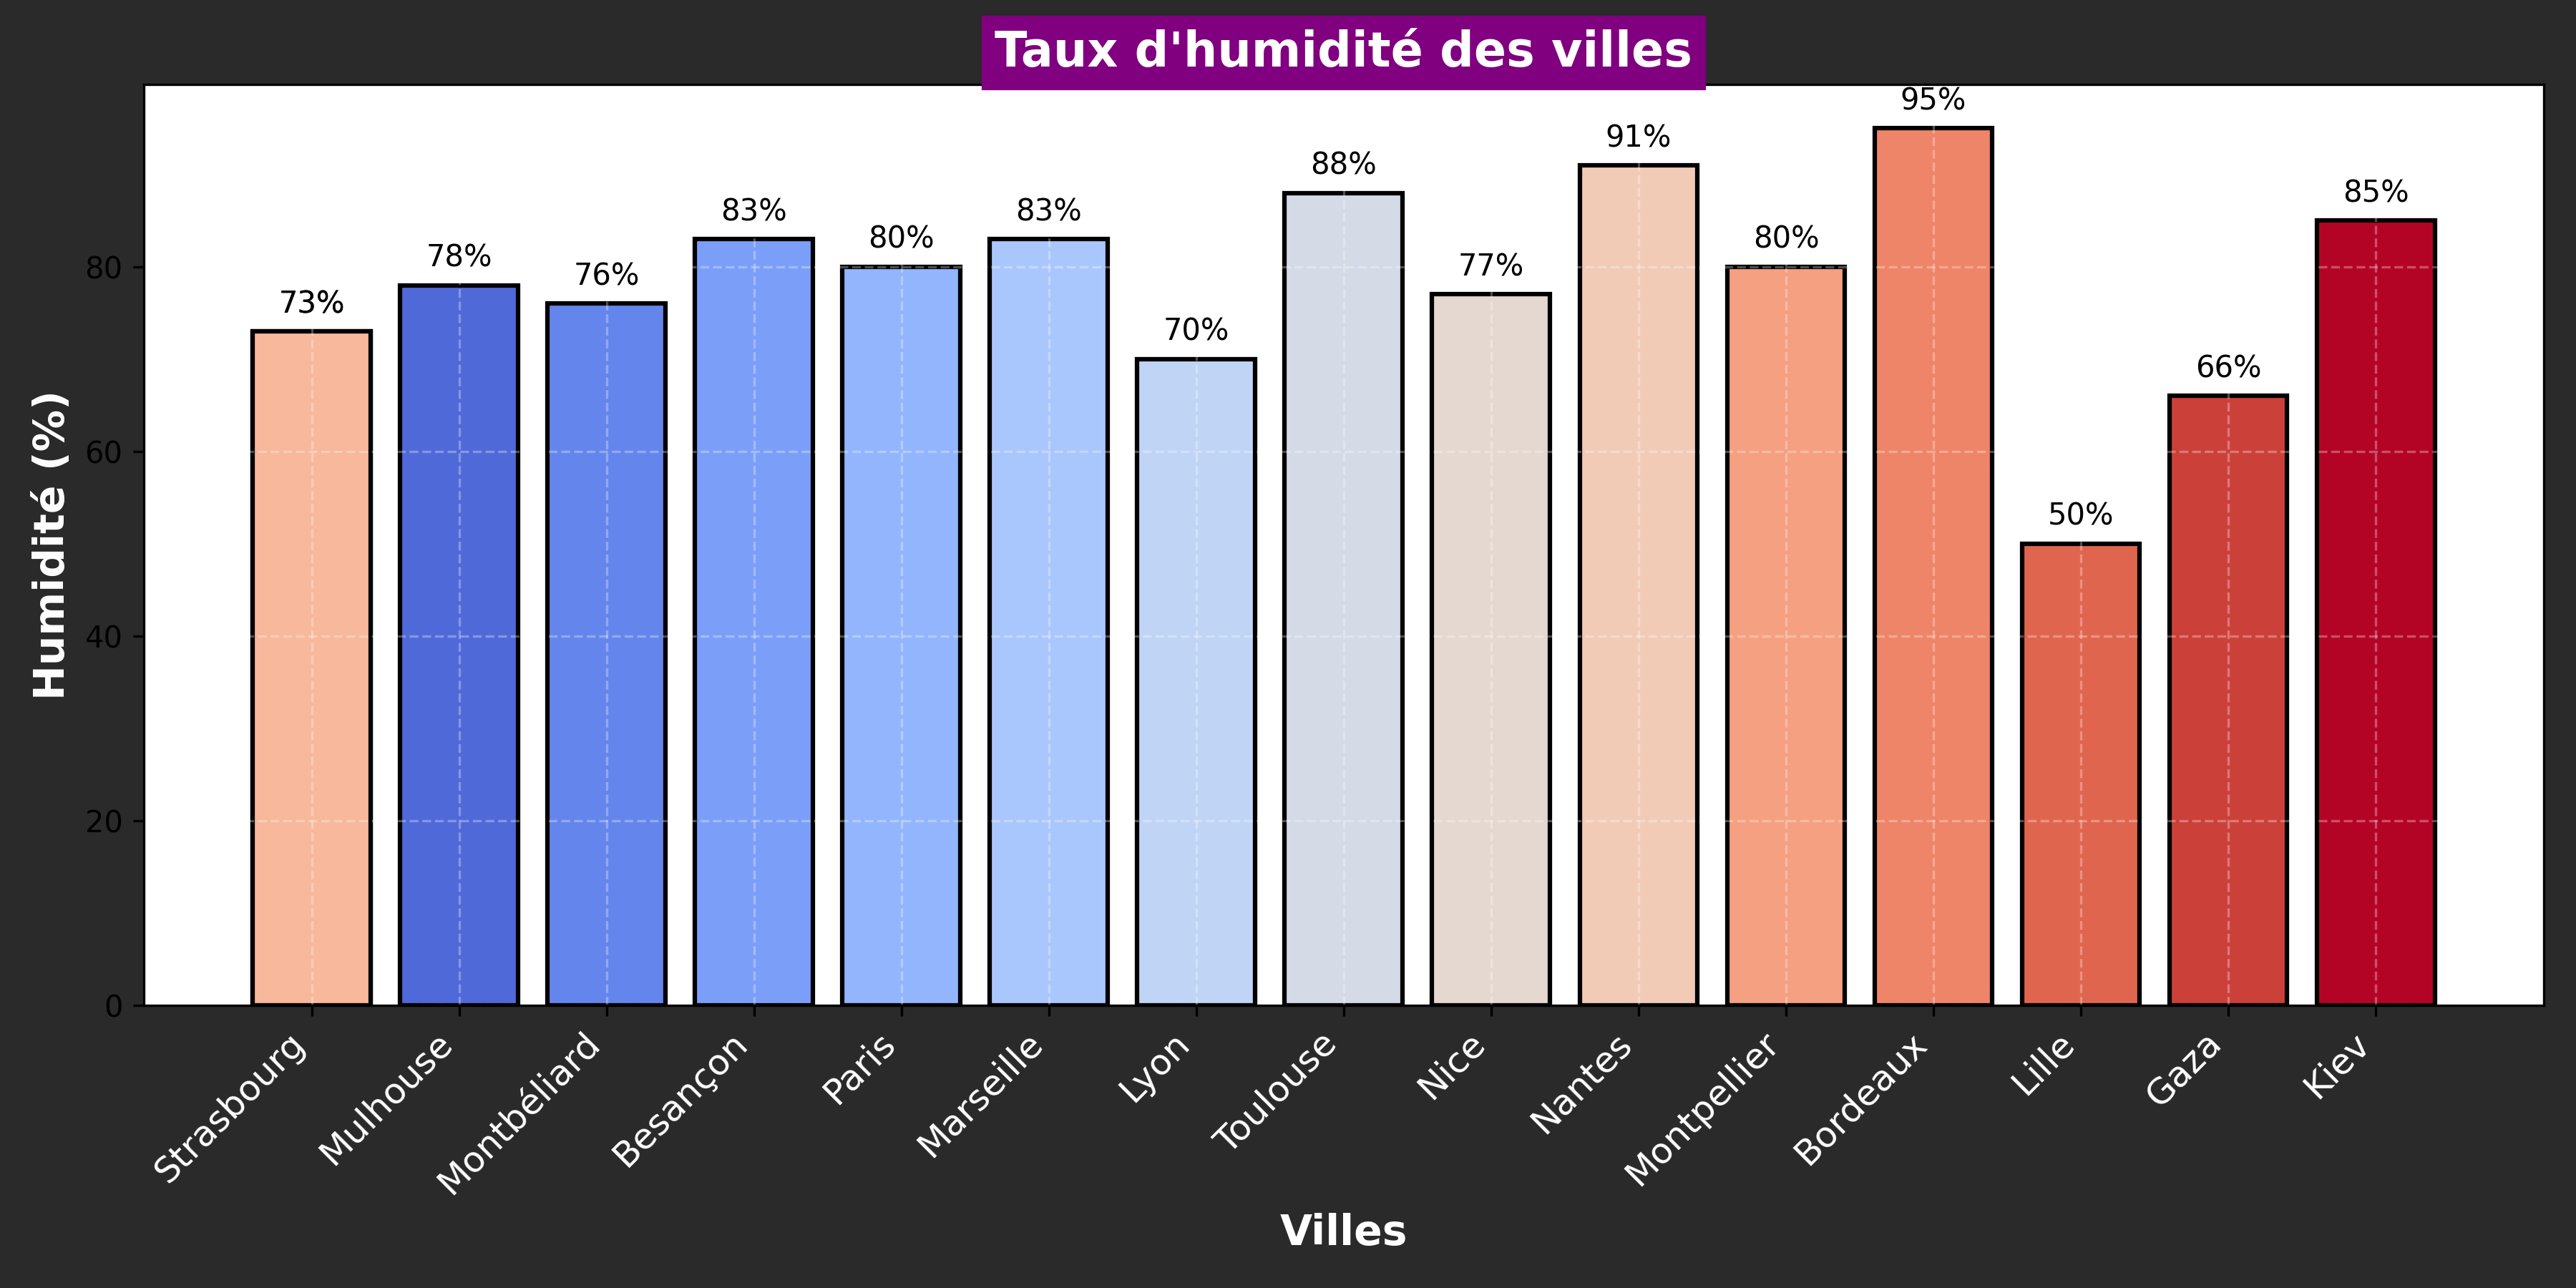 Taux d'humidité des villes
Humidité (%)
80
60
40
20
0
73%
78%
76%
83%
80%
83%
70%
88%
77%
91%
80%
95%
50%
66%
85%
Strasbourg
Mulhouse
Montbéliard
Besançon
Paris
Marseille
Lyon
Toulouse
Nice
Nantes
Montpellier
Bordeaux
Lille
Gaza
Kiev
Villes